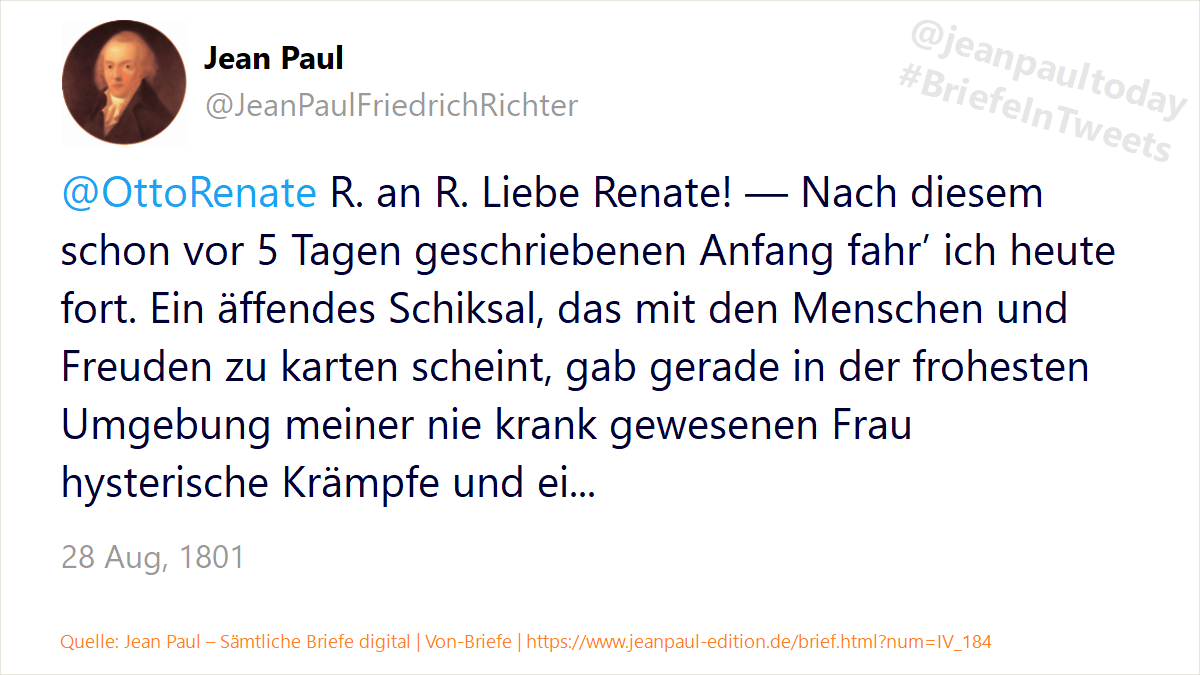 Jean Paul
@JeanPaulFriedrichRichter
@jeanpaultoday
#BriefeInTweets
@OttoRenate R. an R. Liebe Renate! — Nach diesem
schon vor 5 Tagen geschriebenen Anfang fahr’ ich heute
fort. Ein äffendes Schiksal, das mit den Menschen und
Freuden zu karten scheint, gab gerade in der frohesten
Umgebung meiner nie krank gewesenen Frau
hysterische Krämpfe und ei...
28 Aug, 1801
Quelle: Jean Paul – Sämtliche Briefe digital | Von-Briefe | https://www.jeanpaul-edition.de/brief.html?num=IV_184